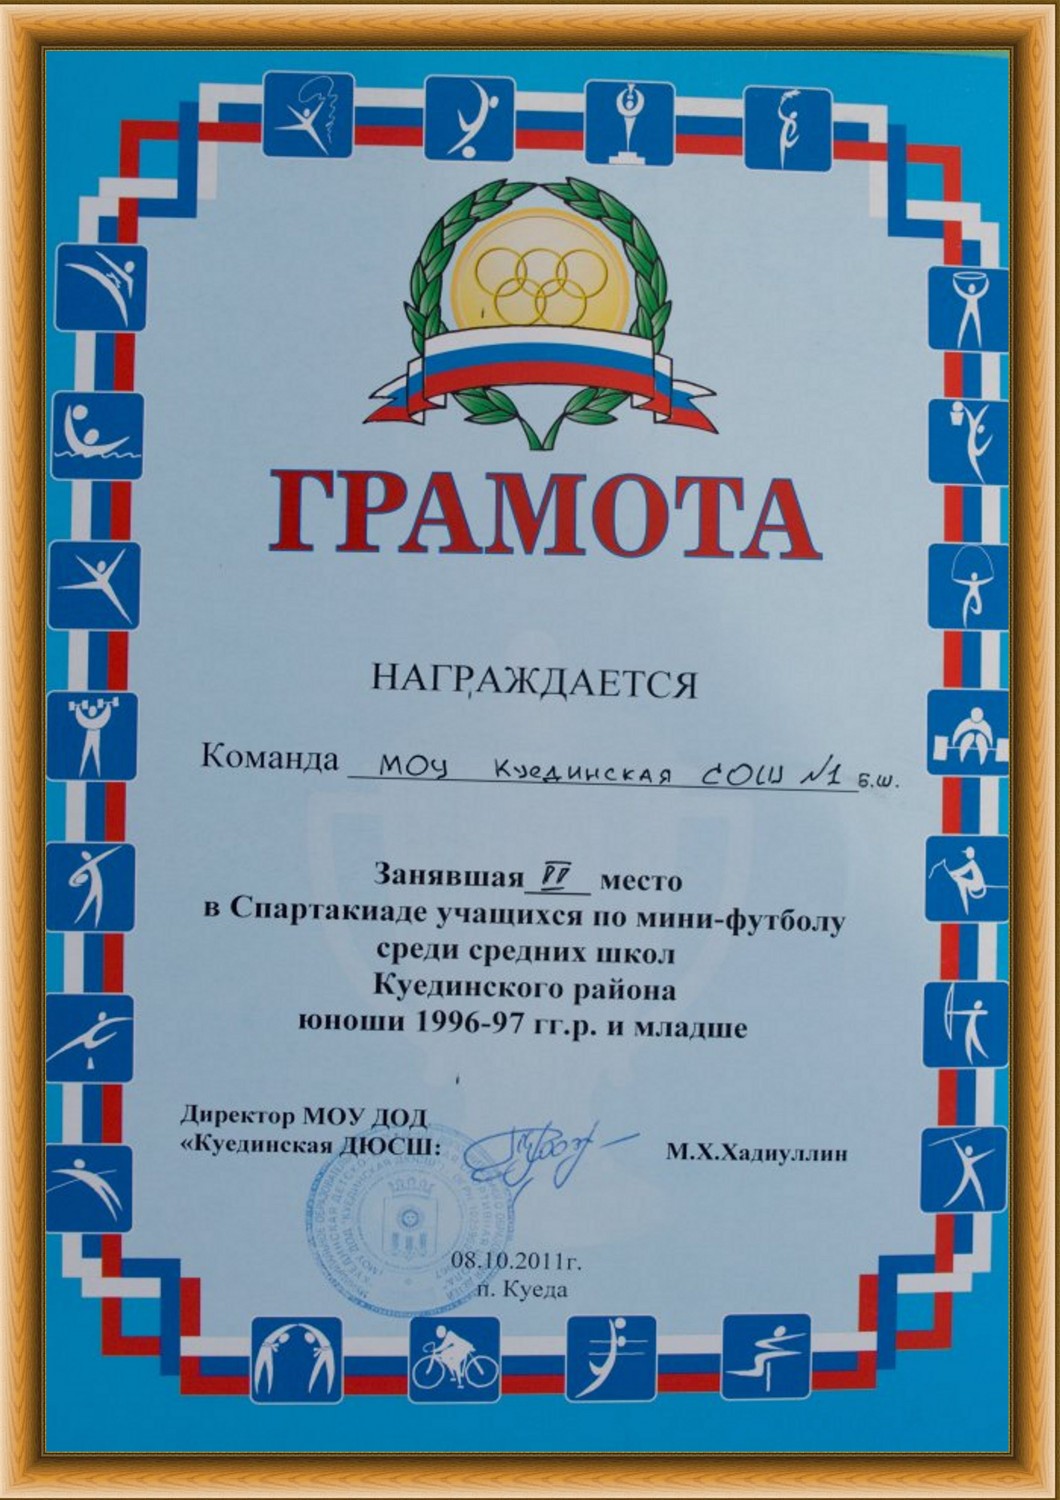 ГРАМОТА
НАГРАЖДАЕТСЯ
Команда МОУ Куединская СОШ №1 б.ш.
Занявшая II место
в Спартакиаде учащихся по мини-футболу
среди средних школ
Куединского района
юноши 1996-97 гг.р. и младше
Директор МОУ ДОД
«Куединская ДЮСШ: М.Х.Хадиуллин
08.10.2011г.
п. Куеда